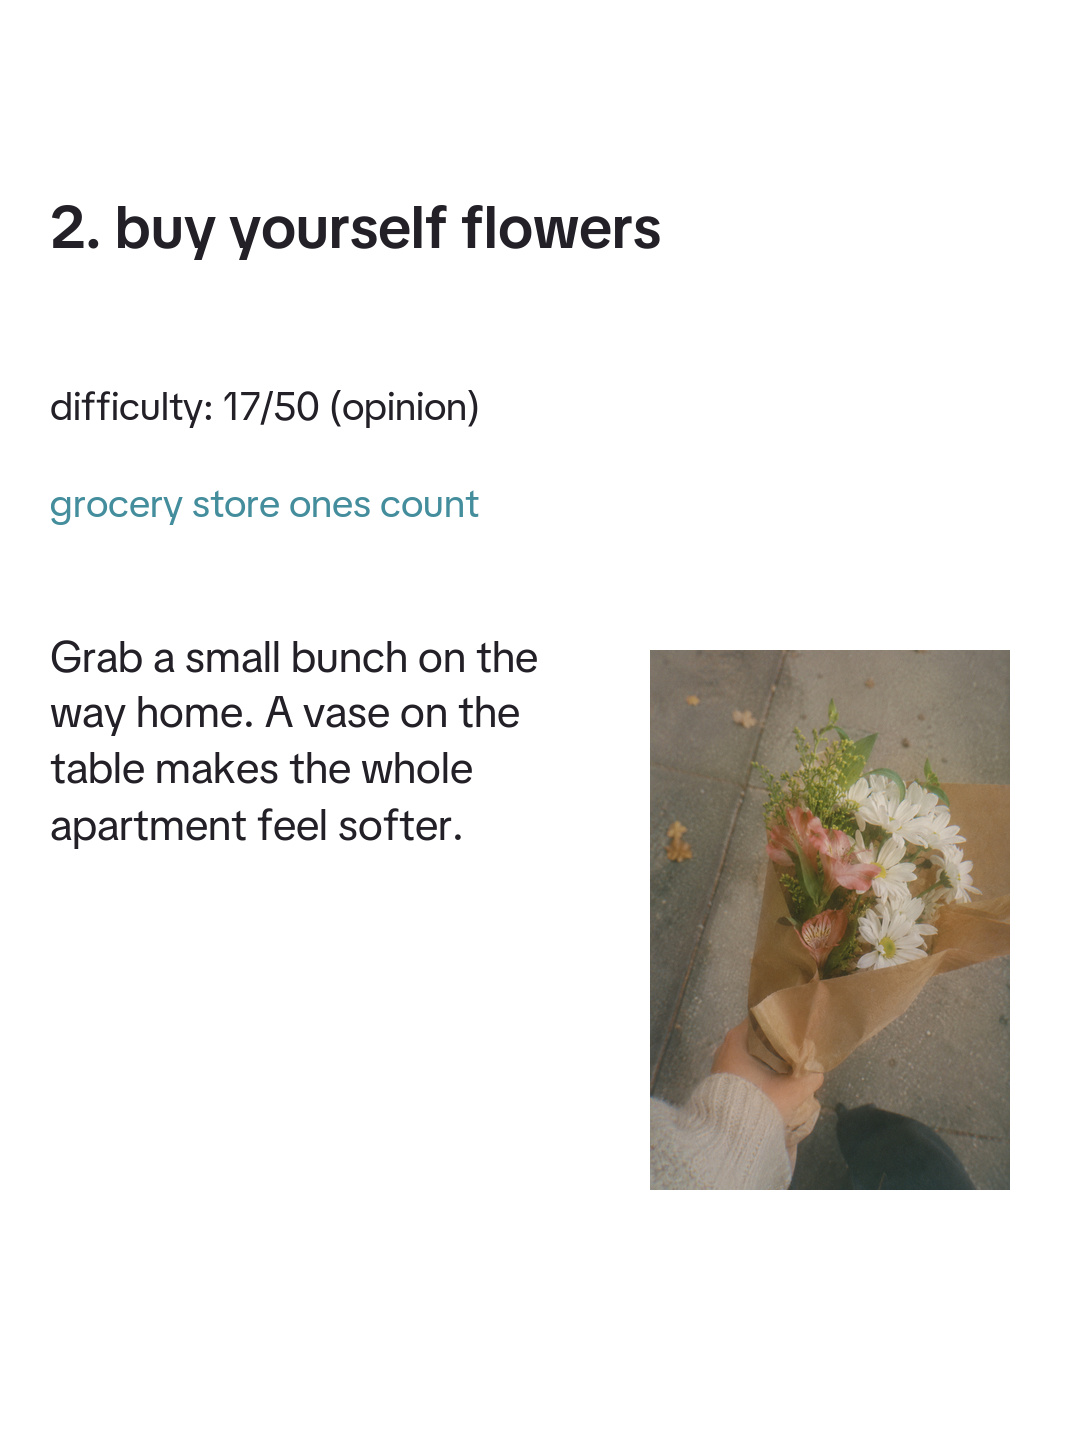 2. buy yourself flowers
difficulty: 17/50 (opinion)
grocery store ones count
Grab a small bunch on the
way home. A vase on the
table makes the whole
apartment feel softer.